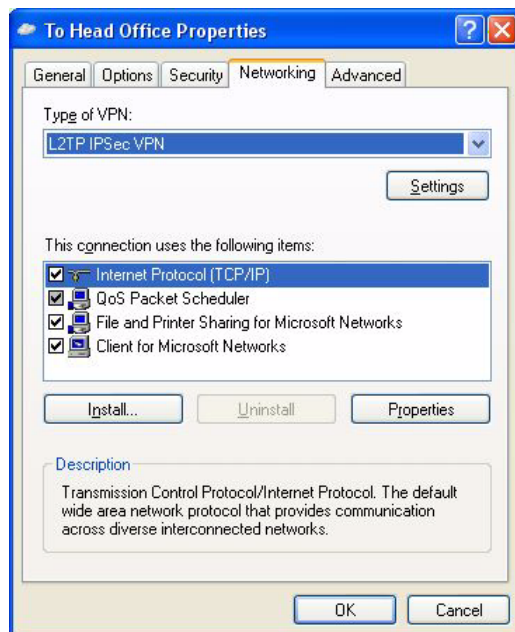 To Head Office Properties
General Options Security Networking Advanced
Type of VPN:
L2TP IPSec VPN
Settings
This connection uses the following items:
Internet Protocol (TCP/IP)
QoS Packet Scheduler
File and Printer Sharing for Microsoft Networks
Client for Microsoft Networks
Install... Uninstall Properties
Description
Transmission Control Protocol/Internet Protocol. The default
wide area network protocol that provides communication
across diverse interconnected networks.
OK Cancel